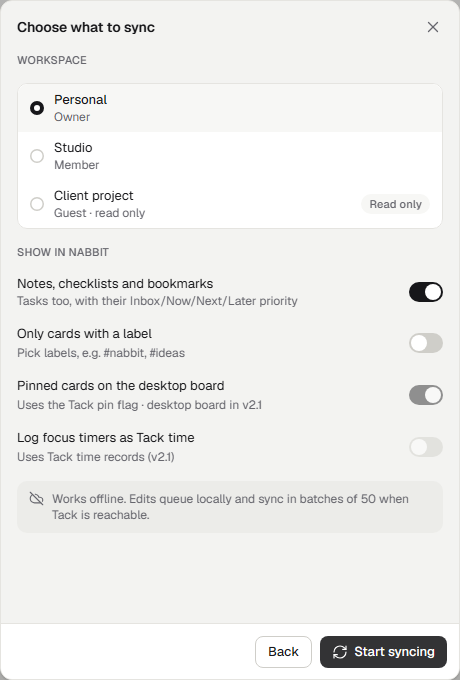 Choose what to sync
WORKSPACE
Personal
Owner
Studio
Member
Client project
Guest · read only
Read only
SHOW IN NABBIT
Notes, checklists and bookmarks
Tasks too, with their Inbox/Now/Next/Later priority
Only cards with a label
Pick labels, e.g. #nabbit, #ideas
Pinned cards on the desktop board
Uses the Tack pin flag · desktop board in v2.1
Log focus timers as Tack time
Uses Tack time records (v2.1)
Works offline. Edits queue locally and sync in batches of 50 when
Tack is reachable.
Back
Start syncing